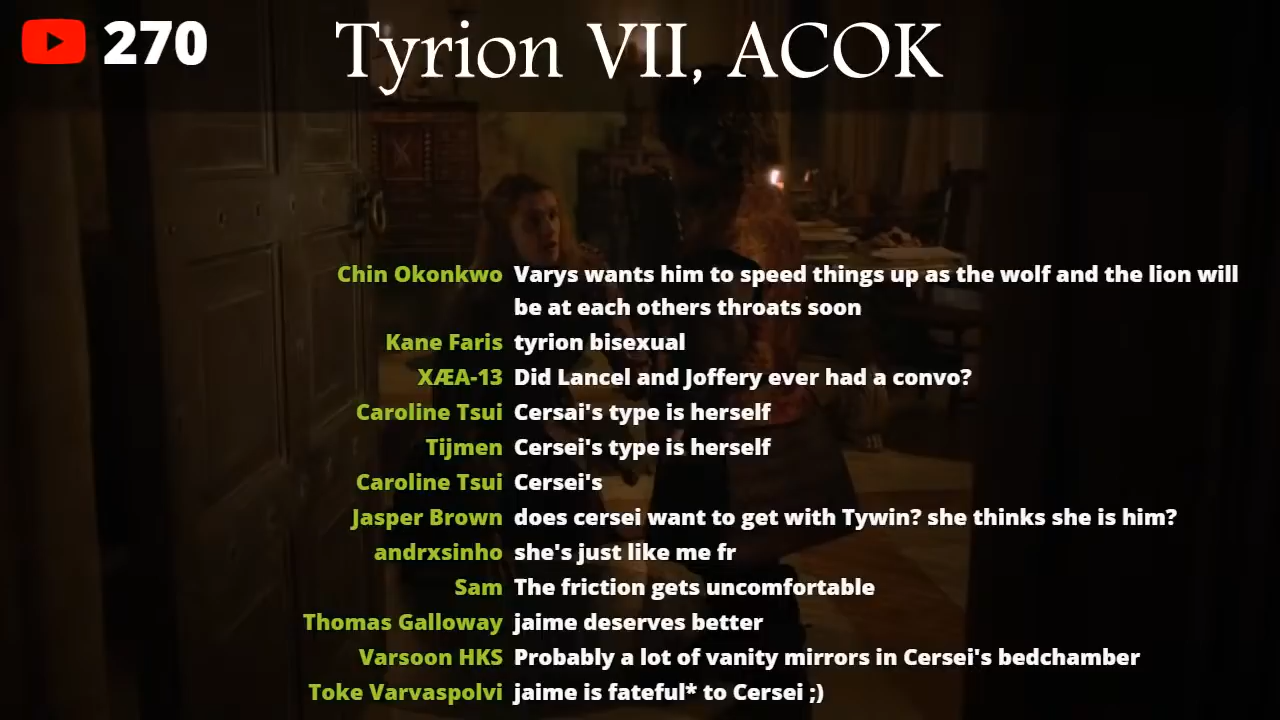 270
Tyrion VII, ACOK
Chin Okonkwo Varys wants him to speed things up as the wolf and the lion will
be at each others throats soon
Kane Faris tyrion bisexual
XÆA-13 Did Lancel and Joffery ever had a convo?
Caroline Tsui Cersai's type is herself
Tijmen Cersei's type is herself
Caroline Tsui Cersei's
Jasper Brown does cersei want to get with Tywin? she thinks she is him?
andrxsinho she's just like me fr
Sam The friction gets uncomfortable
Thomas Galloway jaime deserves better
Varsoon HKS Probably a lot of vanity mirrors in Cersei's bedchamber
Toke Varvaspolvi jaime is fateful* to Cersei ;)